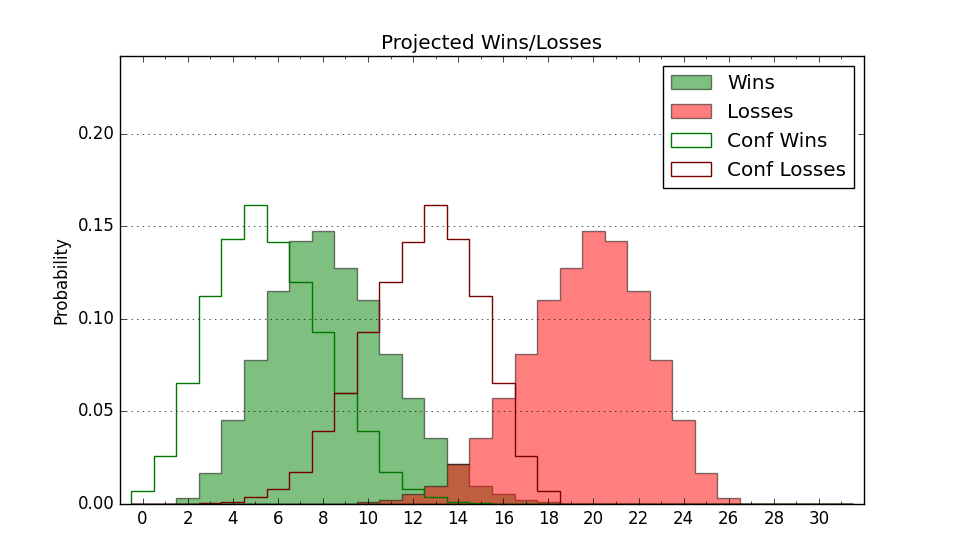 Projected Wins/Losses
Wins
Losses
Conf Wins
Conf Losses
Probability
0.20
0.15
0.10
0.05
0.00
0 2 4 6 8 10 12 14 16 18 20 22 24 26 28 30